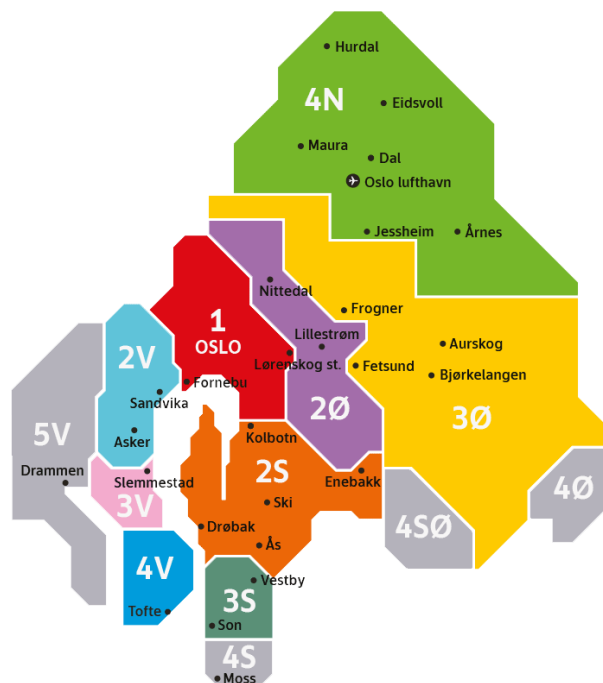 Hurdal
4N
Eidsvoll
Maura
Dal
Oslo lufthavn
Jessheim
Årnes
Nittedal
Frogner
1
OSLO
Lillestrøm
Aurskog
2V
Lørenskog st.
Fetsund
Bjørkelangen
Fornebu
Sandvika
2Ø
3Ø
5V
Asker
Kolbotn
Drammen
Slemmestad
2S
Enebakk
4Ø
3V
Ski
4SØ
Drøbak
Ås
4V
Vestby
3S
Tofte
Son
4S
Moss